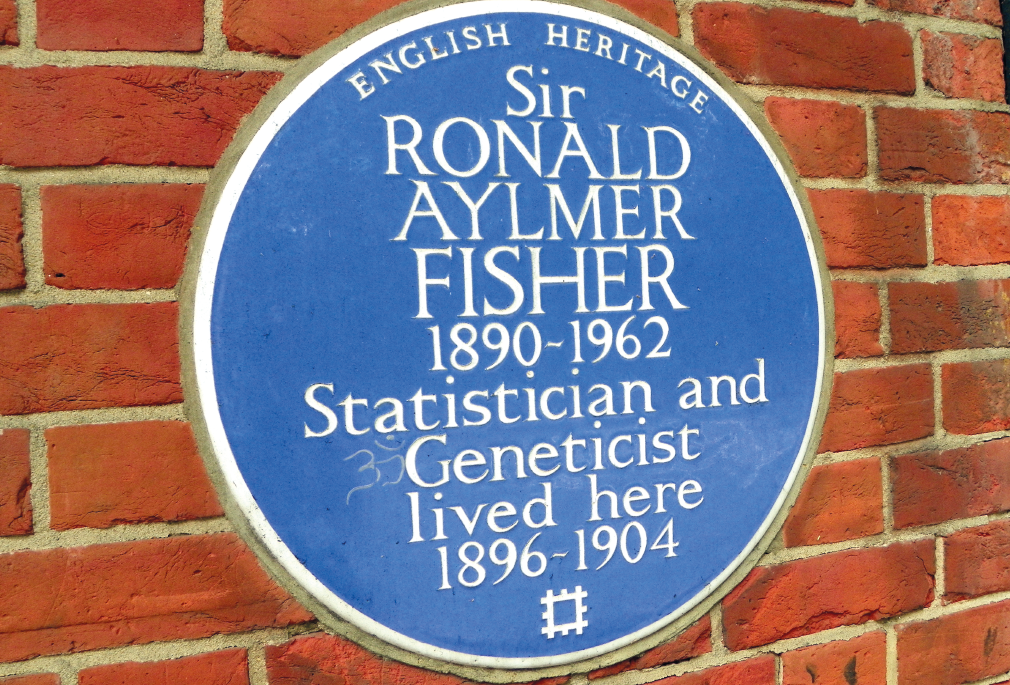 ENGLISH HERITAGE
Sir
RONALD
AYLMER
FISHER
1890-1962
Statistician and
ॐ
Geneticist
lived here
1896-1904